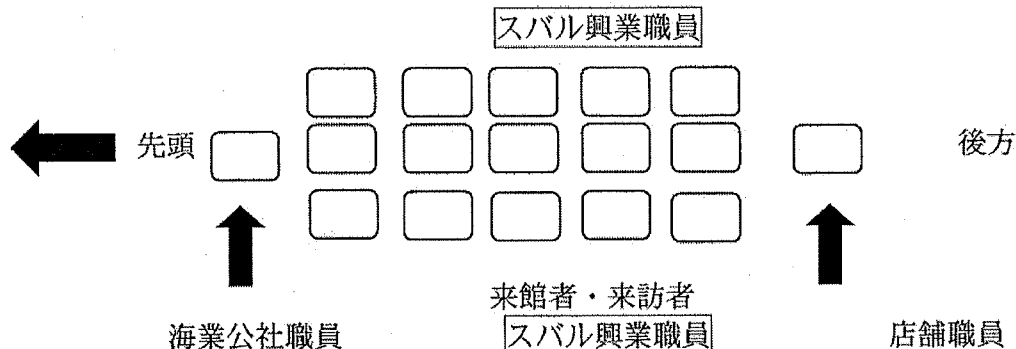 スバル興業職員
先頭
後方
来館者・来訪者
海業公社職員
スバル興業職員
店舗職員